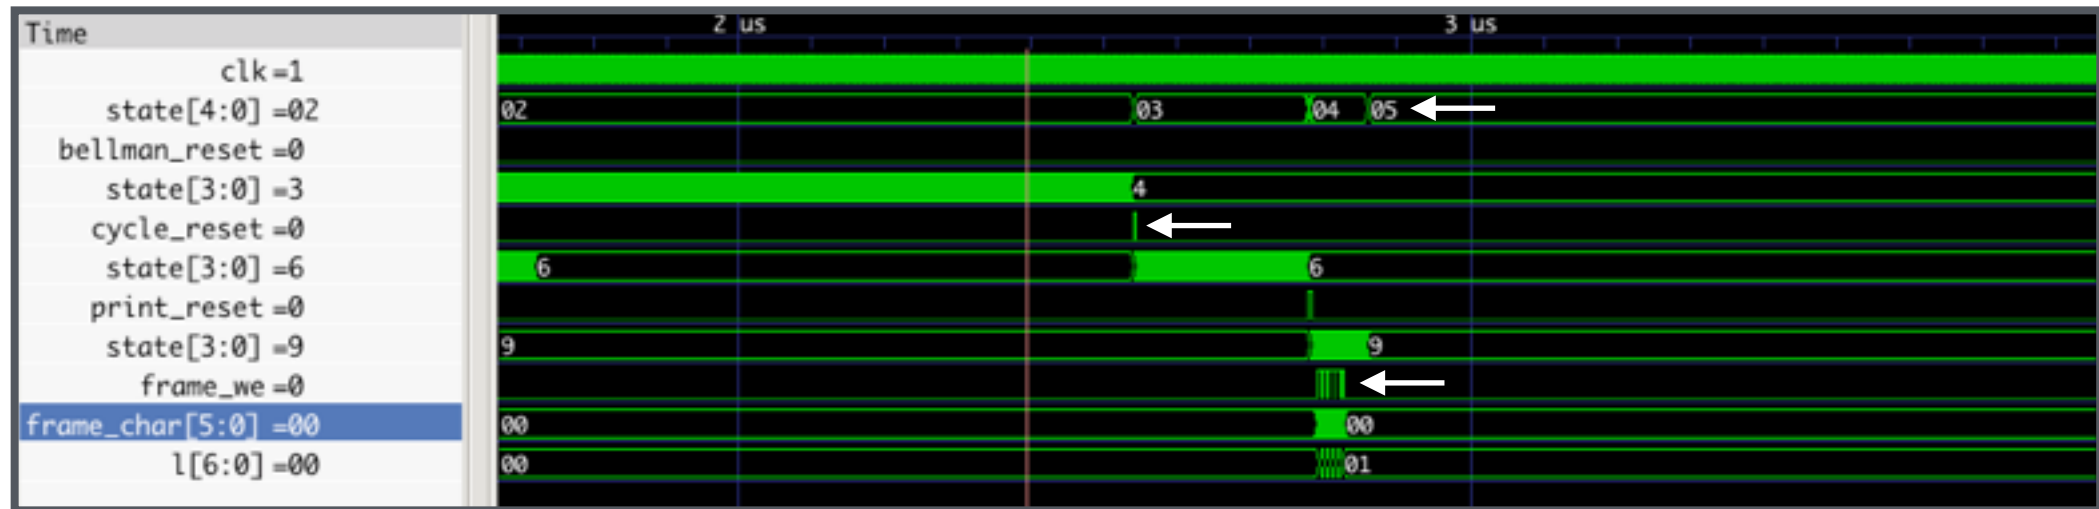 Time 2 us 3 us
clk=1
state[4:0]=02 02 03 04 05
bellman_reset=0
state[3:0]=3 4
cycle_reset=0
state[3:0]=6 6 6
print_reset=0
state[3:0]=9 9 9
frame_we=0
frame_char[5:0]=00 00 00
l[6:0]=00 00 01